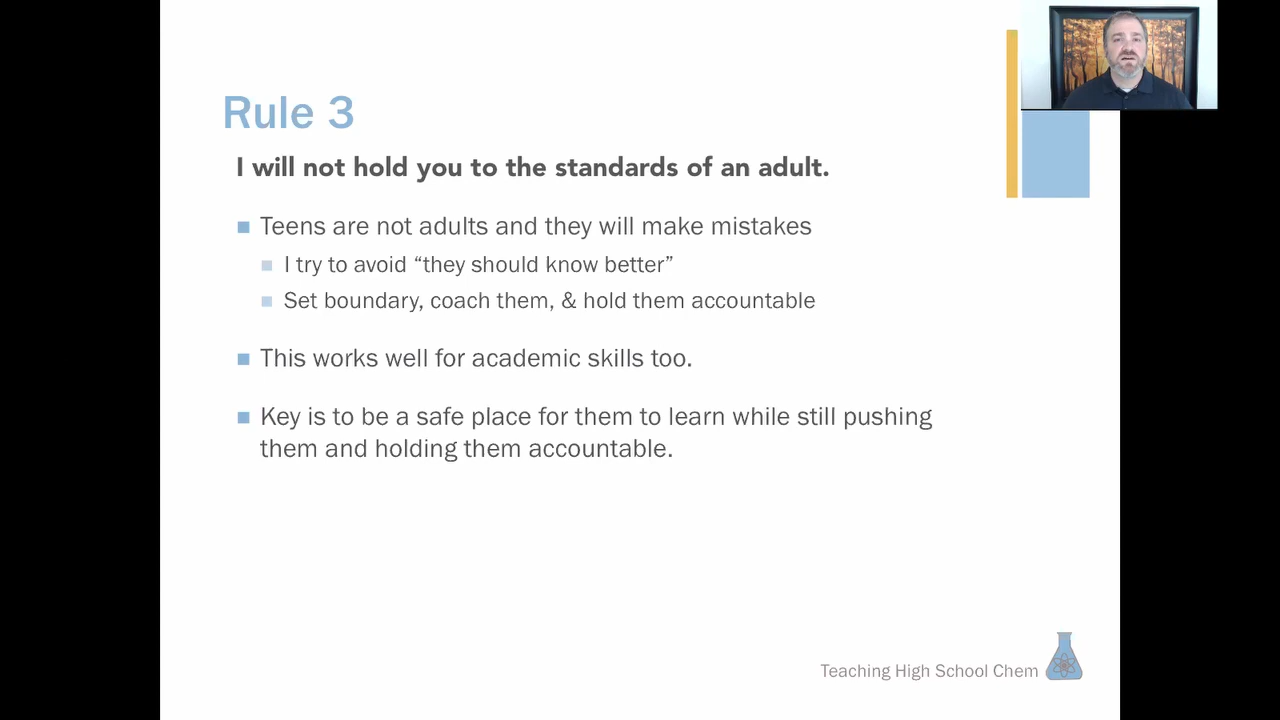 Rule 3
I will not hold you to the standards of an adult.
Teens are not adults and they will make mistakes
I try to avoid “they should know better”
Set boundary, coach them, & hold them accountable
This works well for academic skills too.
Key is to be a safe place for them to learn while still pushing
them and holding them accountable.
Teaching High School Chem